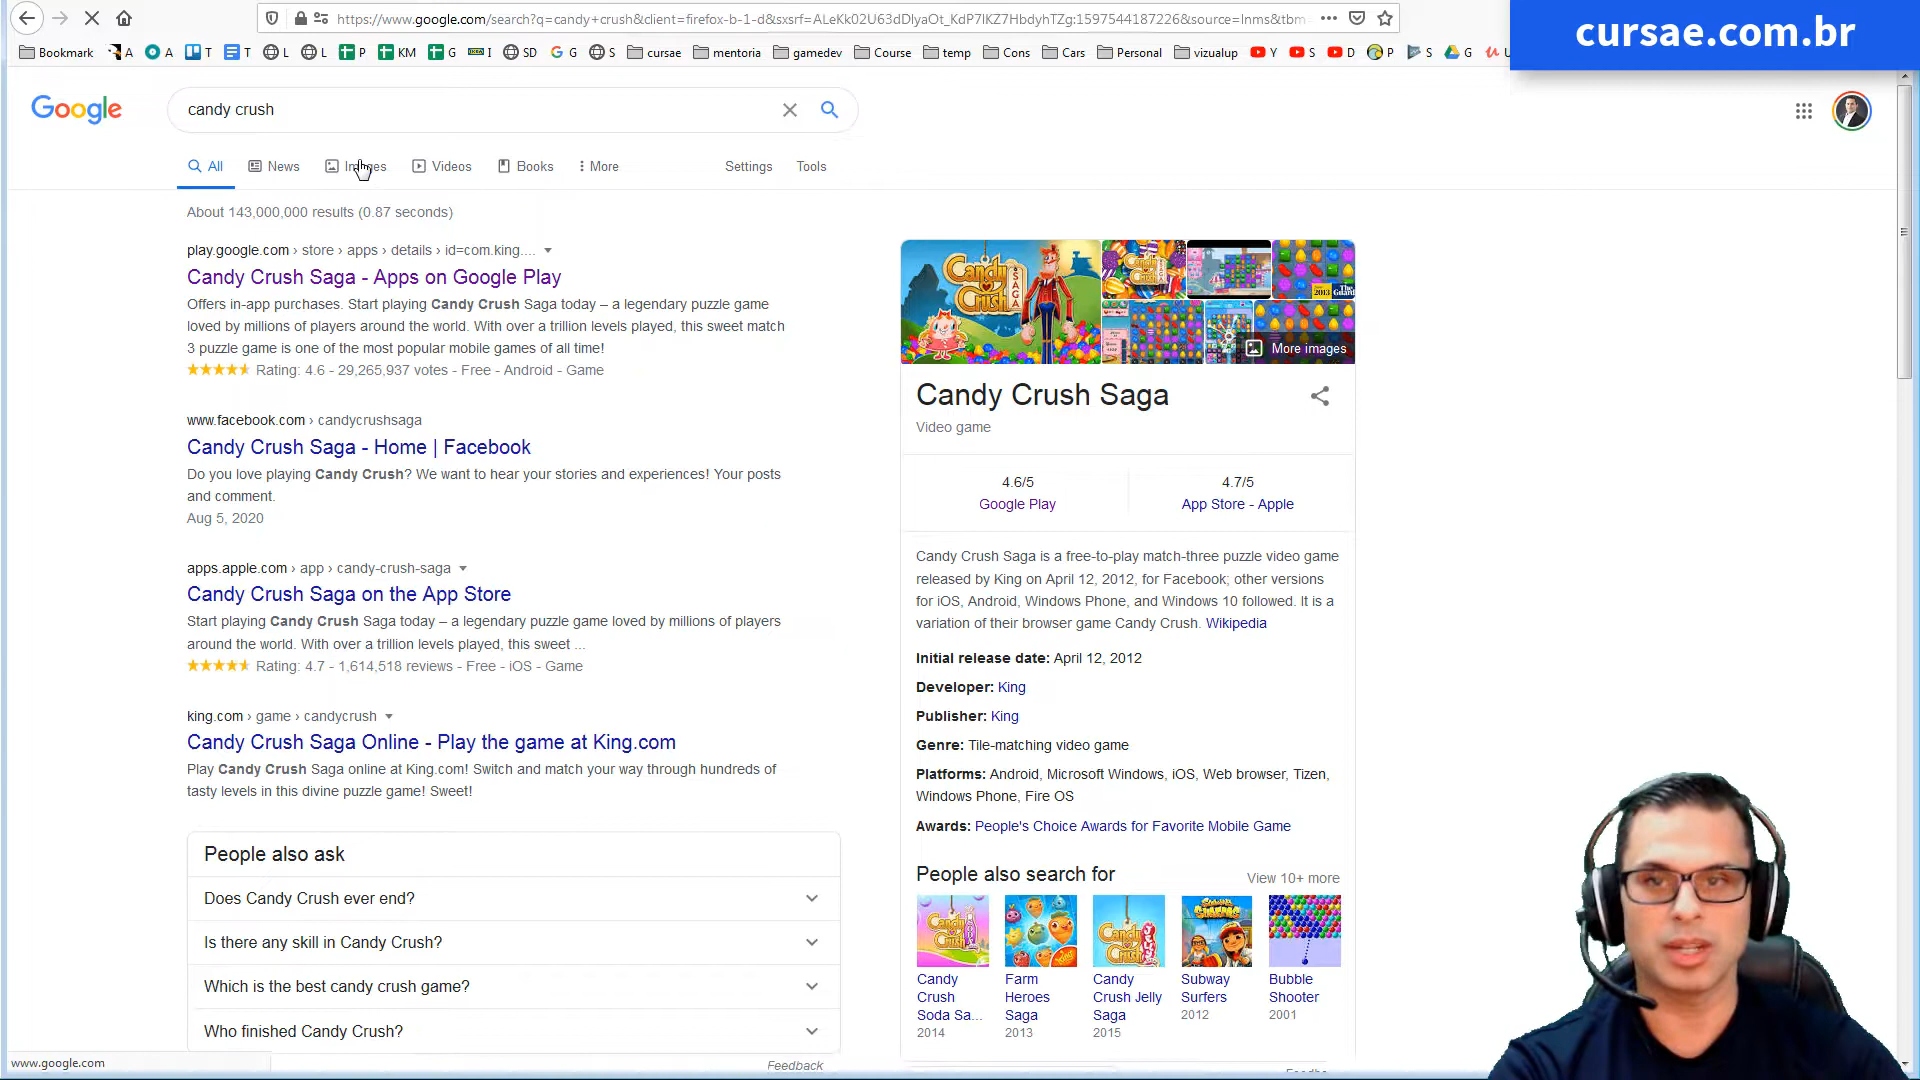 https://www.google.com/search?q=candy+crush&client=firefox-b-1-d&sxsrf=ALeKk02U63dDlyaOt_KdP7IKZ7HbdyhTZg:1597544187226&source=lnms&tbm
cursae.com.br
Bookmark A A T T L L P KM G I SD G S cursae mentoria gamedev Course temp Cons Cars Personal vizualup Y S D P S G
Google
candy crush
All News Images Videos Books More Settings Tools
About 143,000,000 results (0.87 seconds)
play.google.com › store › apps › details › id=com.king....
Candy Crush Saga - Apps on Google Play
Offers in-app purchases. Start playing Candy Crush Saga today – a legendary puzzle game
loved by millions of players around the world. With over a trillion levels played, this sweet match
3 puzzle game is one of the most popular mobile games of all time!
Rating: 4.6 - 29,265,937 votes - Free - Android - Game
www.facebook.com › candycrushsaga
Candy Crush Saga - Home | Facebook
Do you love playing Candy Crush? We want to hear your stories and experiences! Your posts
and comment.
Aug 5, 2020
apps.apple.com › app › candy-crush-saga
Candy Crush Saga on the App Store
Start playing Candy Crush Saga today – a legendary puzzle game loved by millions of players
around the world. With over a trillion levels played, this sweet ...
Rating: 4.7 - 1,614,518 reviews - Free - iOS - Game
king.com › game › candycrush
Candy Crush Saga Online - Play the game at King.com
Play Candy Crush Saga online at King.com! Switch and match your way through hundreds of
tasty levels in this divine puzzle game! Sweet!
People also ask
Does Candy Crush ever end?
Is there any skill in Candy Crush?
Which is the best candy crush game?
Who finished Candy Crush?
Feedback
www.google.com
Candy Crush SAGA
2013 The
More images
Candy Crush Saga
Video game
4.6/5
Google Play
4.7/5
App Store - Apple
Candy Crush Saga is a free-to-play match-three puzzle video game
released by King on April 12, 2012, for Facebook; other versions
for iOS, Android, Windows Phone, and Windows 10 followed. It is a
variation of their browser game Candy Crush. Wikipedia
Initial release date: April 12, 2012
Developer: King
Publisher: King
Genre: Tile-matching video game
Platforms: Android, Microsoft Windows, iOS, Web browser, Tizen,
Windows Phone, Fire OS
Awards: People's Choice Awards for Favorite Mobile Game
People also search for
View 10+ more
Candy
Crush
Soda Sa...
2014
Farm
Heroes
Saga
2013
Candy
Crush Jelly
Saga
2015
Subway
Surfers
2012
Bubble
Shooter
2001